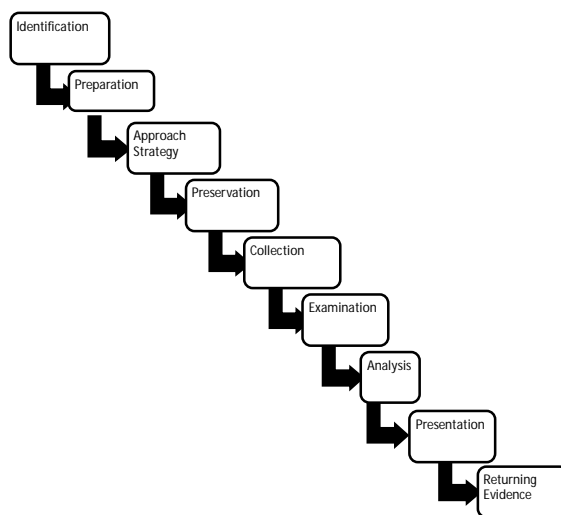 Identification
Preparation
Approach
Strategy
Preservation
Collection
Examination
Analysis
Presentation
Returning
Evidence